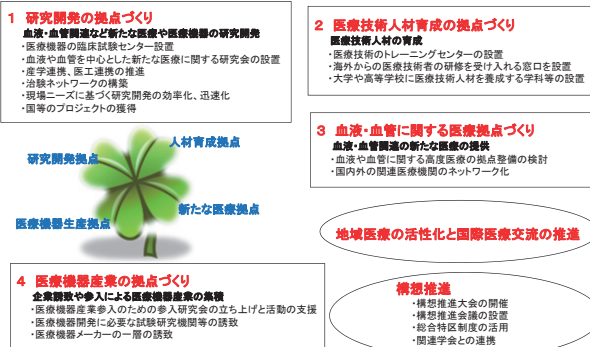 1 研究開発の拠点づくり
血液・血管関連など新たな医療や医療機器の研究開発
・医療機器の臨床試験センター設置
・血液や血管を中心とした新たな医療に関する研究会の設置
・産学連携、医工連携の推進
・治験ネットワークの構築
・現場ニーズに基づく研究開発の効率化、迅速化
・国等のプロジェクトの獲得
2 医療技術人材育成の拠点づくり
医療技術人材の育成
・医療技術のトレーニングセンターの設置
・海外からの医療技術者の研修を受け入れる窓口を設置
・大学や高等学校に医療技術人材を養成する学科等の設置
3 血液・血管に関する医療拠点づくり
血液・血管関連の新たな医療の提供
・血液や血管に関する高度医療の拠点整備の検討
・国内外の関連医療機関のネットワーク化
人材育成拠点
研究開発拠点
新たな医療拠点
医療機器生産拠点
地域医療の活性化と国際医療交流の推進
4 医療機器産業の拠点づくり
企業誘致や参入による医療機器産業の集積
・医療機器産業参入のための参入研究会の立ち上げと活動の支援
・医療機器開発に必要な試験研究機関等の誘致
・医療機器メーカーの一層の誘致
構想推進
・構想推進大会の開催
・構想推進会議の設置
・総合特区制度の活用
・関連学会との連携